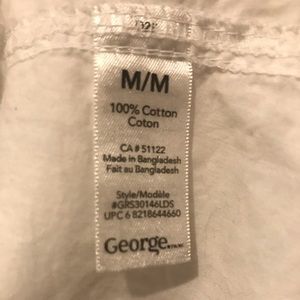 M/M
100% Cotton
Coton
CA # 51122
Made in Bangladesh
Fait au Bangladesh
Style/Modèle
#GRS30146LDS
UPC 6 8218644660
George